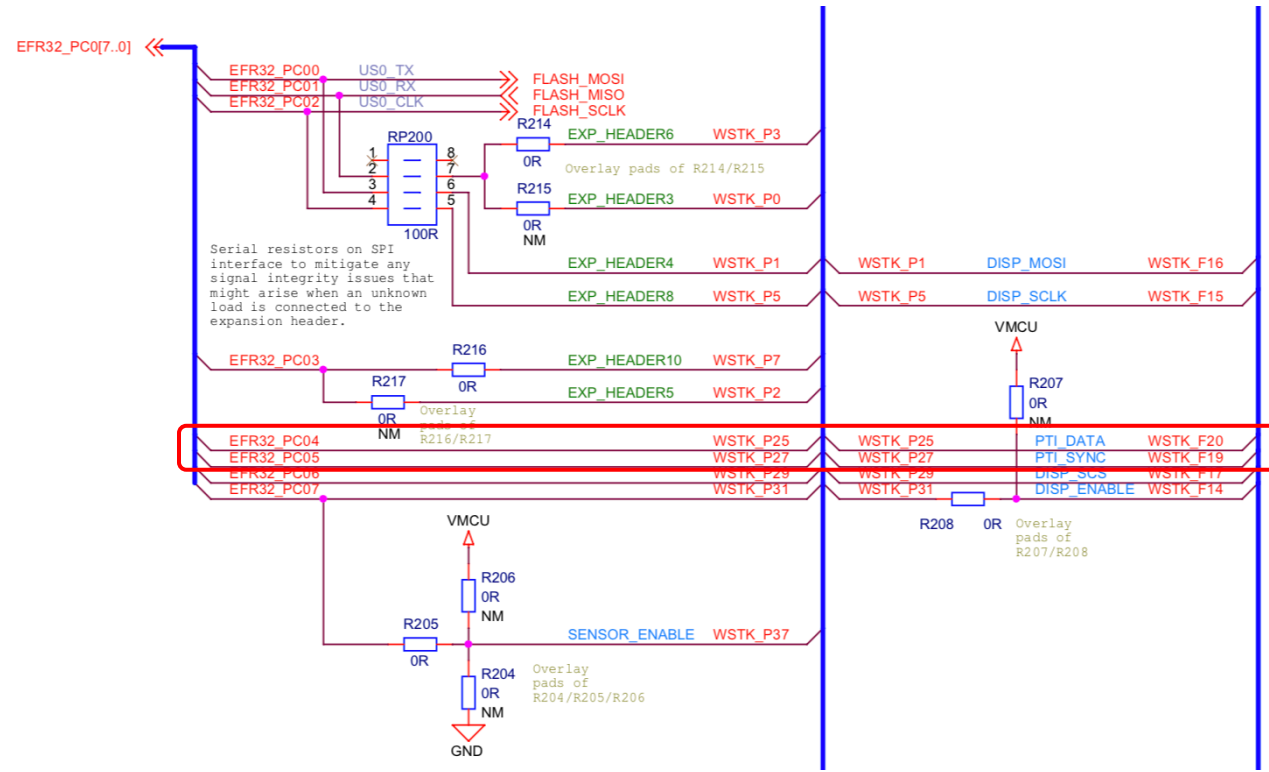 EFR32_PC0[7..0]
EFR32_PC00 US0_TX FLASH_MOSI
EFR32_PC01 US0_RX FLASH_MISO
EFR32_PC02 US0_CLK FLASH_SCLK
R214
EXP_HEADER6 WSTK_P3
RP200
0R
Overlay pads of R214/R215
1 8
2 7
3 6
4 5
R215
EXP_HEADER3 WSTK_P0
0R
NM
100R
Serial resistors on SPI
interface to mitigate any
signal integrity issues that
might arise when an unknown
load is connected to the
expansion header.
EXP_HEADER4 WSTK_P1 WSTK_P1 DISP_MOSI WSTK_F16
EXP_HEADER8 WSTK_P5 WSTK_P5 DISP_SCLK WSTK_F15
VMCU
R216
EFR32_PC03 EXP_HEADER10 WSTK_P7
0R
R217
R207
0R
NM
EXP_HEADER5 WSTK_P2
0R
NM
Overlay
pads of
R216/R217
EFR32_PC04 WSTK_P25 WSTK_P25 PTI_DATA WSTK_F20
EFR32_PC05 WSTK_P27 WSTK_P27 PTI_SYNC WSTK_F19
EFR32_PC06 WSTK_P29 WSTK_P29 DISP_SCS WSTK_F17
EFR32_PC07 WSTK_P31 WSTK_P31 DISP_ENABLE WSTK_F14
R208 0R
Overlay
pads of
R207/R208
VMCU
R206
0R
NM
R205
0R
SENSOR_ENABLE WSTK_P37
R204
0R
NM
Overlay
pads of
R204/R205/R206
GND